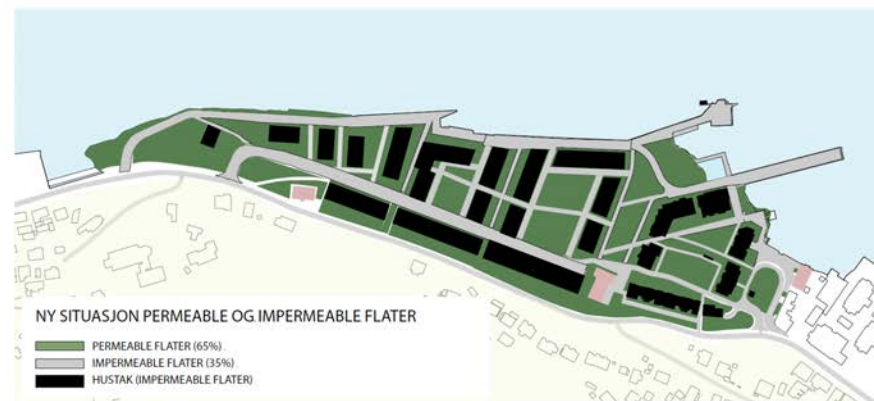 NY SITUASJON PERMEABLE OG IMPERMEABLE FLATER
PERMEABLE FLATER (65%) .
IMPERMEABLE FLATER (35%)
HUSTAK (IMPERMEABLE FLATER)